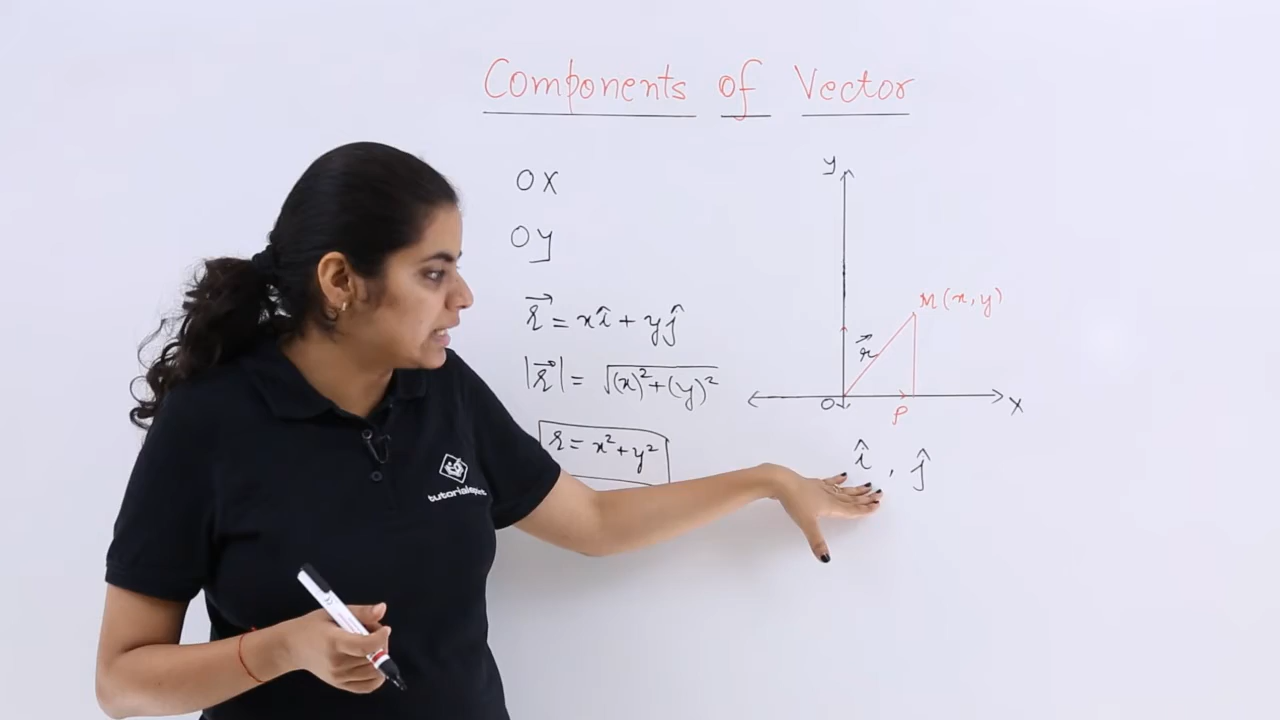 Components of Vector
OX
OY
r⃗ = xî + yĵ
|r⃗| = √(x)²+(y)²
r = x²+y²
y
M(x,y)
r⃗
O
P
X
î , ĵ
tutorialspoint